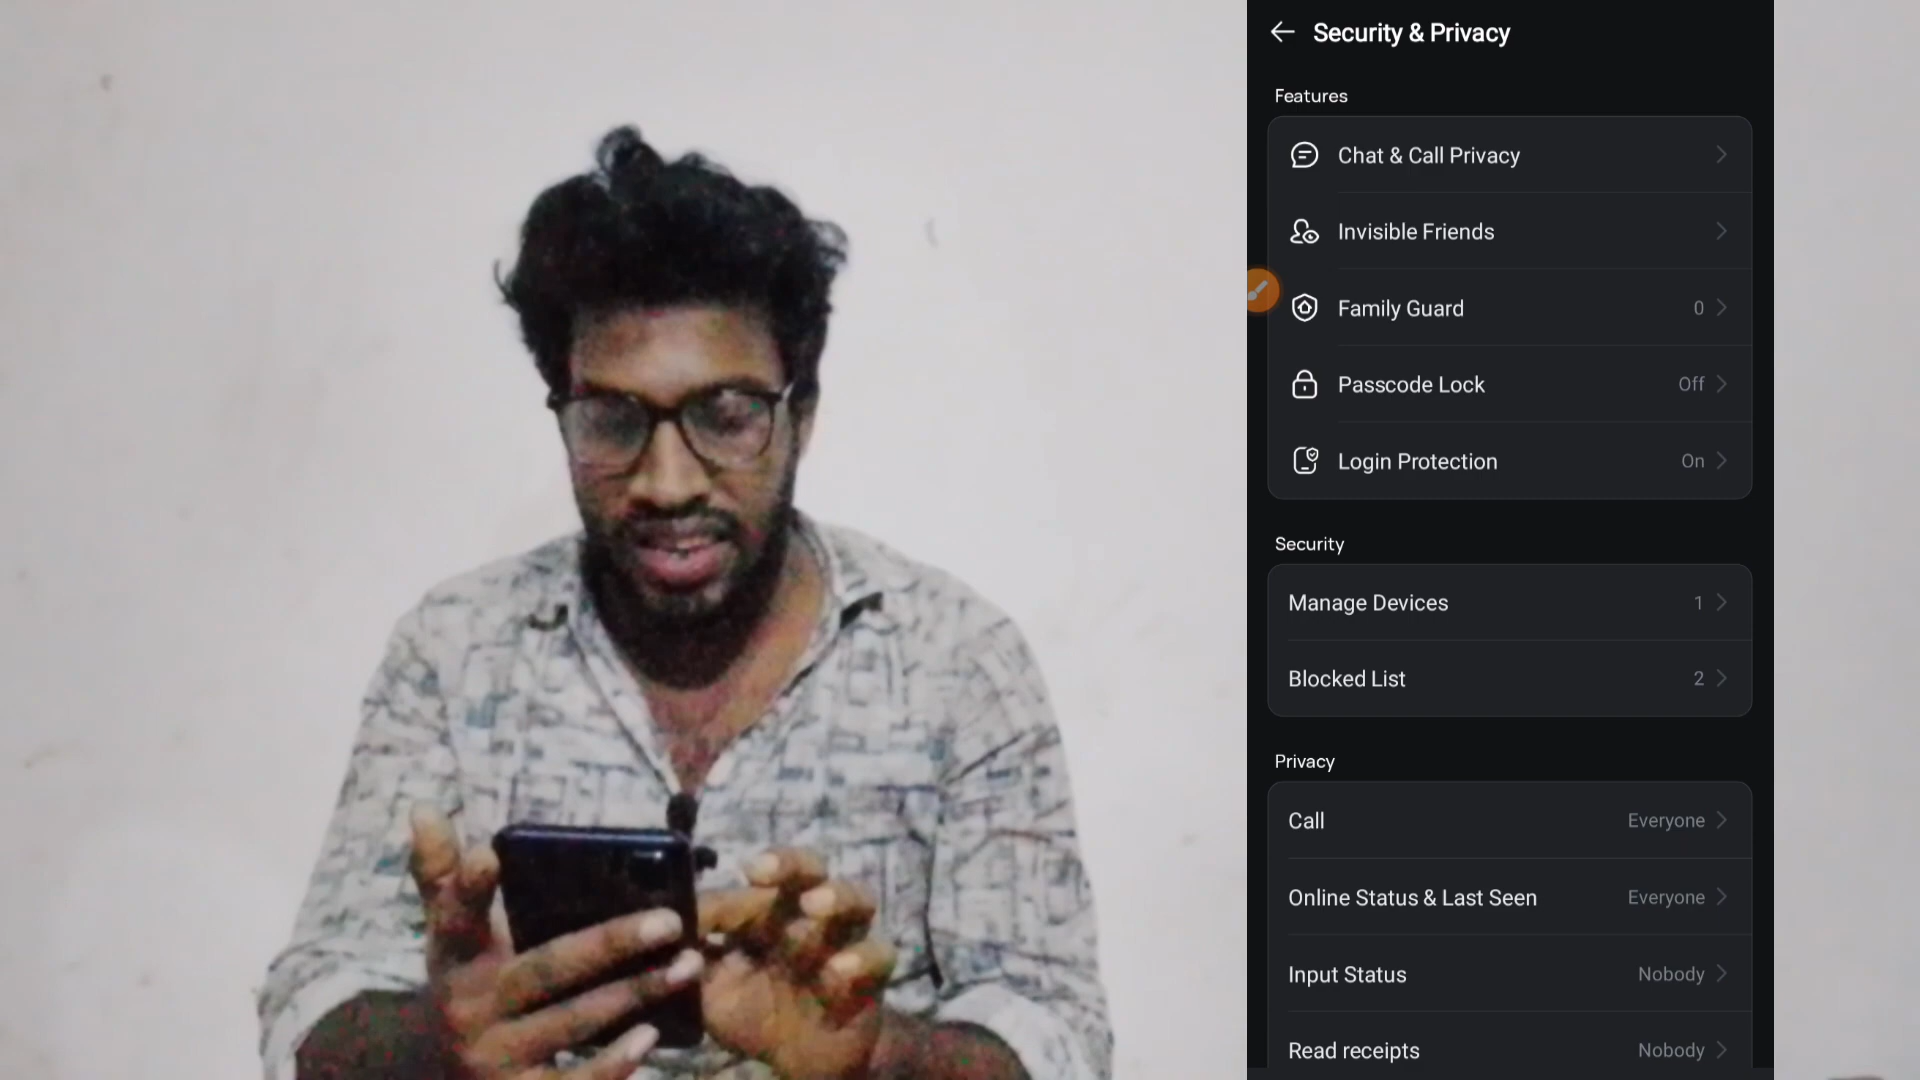 Security & Privacy
Features
Chat & Call Privacy
Invisible Friends
Family Guard 0
Passcode Lock Off
Login Protection On
Security
Manage Devices 1
Blocked List 2
Privacy
Call Everyone
Online Status & Last Seen Everyone
Input Status Nobody
Read receipts Nobody